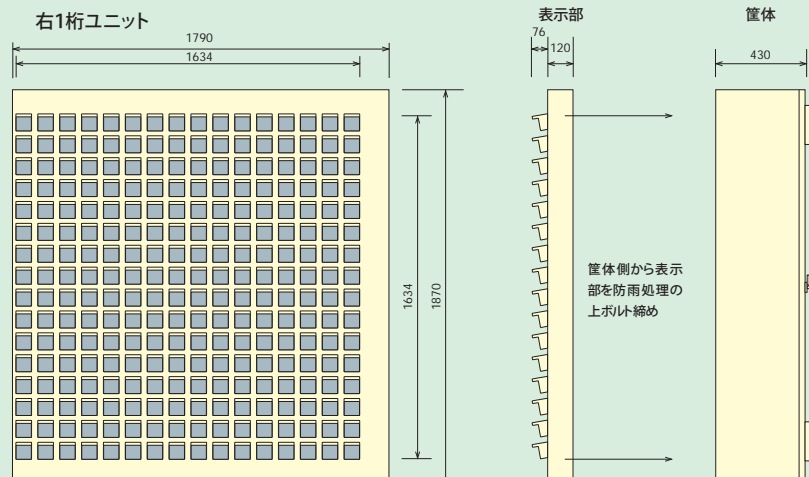 右1桁ユニット
1790
1634
1634
1870
表示部
76
120
筐体側から表示
部を防雨処理の
上ボルト締め
筐体
430